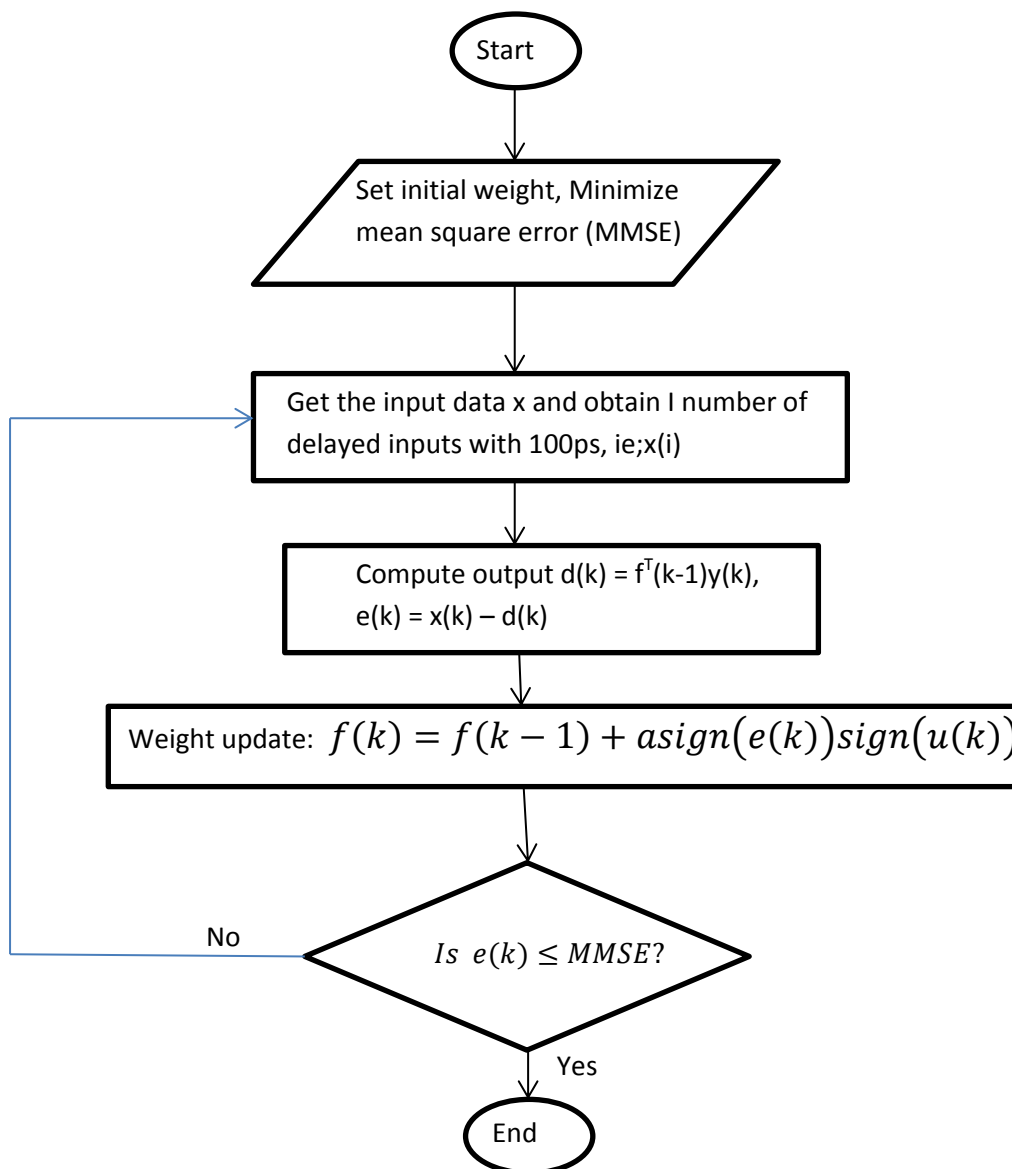 Start
Set initial weight, Minimize
mean square error (MMSE)
Get the input data x and obtain I number of
delayed inputs with 100ps, ie;x(i)
Compute output d(k) = fᵀ(k-1)y(k),
e(k) = x(k) – d(k)
Weight update: f(k) = f(k − 1) + asign(e(k))sign(u(k))
No
Is e(k) ≤ MMSE?
Yes
End